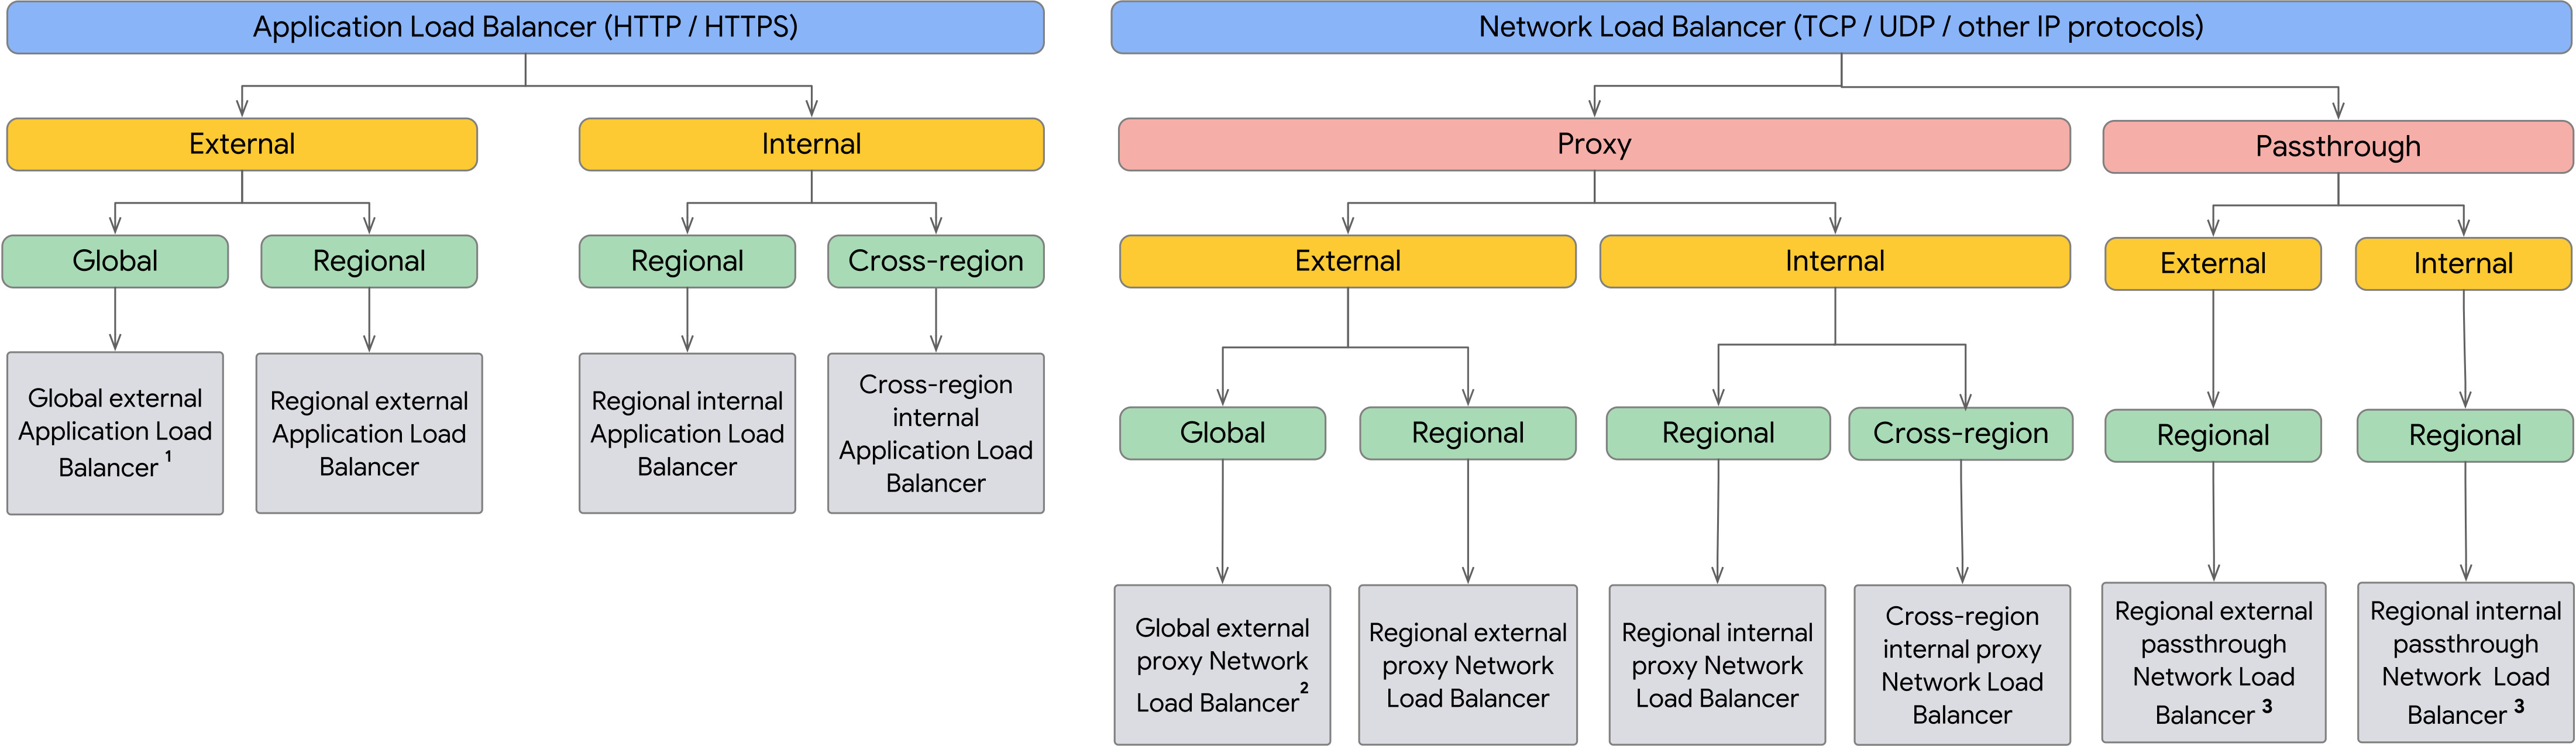 Application Load Balancer (HTTP / HTTPS)
External
Internal
Global
Regional
Regional
Cross-region
Global external
Application Load
Balancer 1
Regional external
Application Load
Balancer
Regional internal
Application Load
Balancer
Cross-region
internal
Application Load
Balancer
Network Load Balancer (TCP / UDP / other IP protocols)
Proxy
Passthrough
External
Internal
External
Internal
Global
Regional
Regional
Cross-region
Regional
Regional
Global external
proxy Network
Load Balancer2
Regional external
proxy Network
Load Balancer
Regional internal
proxy Network
Load Balancer
Cross-region
internal proxy
Network Load
Balancer
Regional external
passthrough
Network Load
Balancer 3
Regional internal
passthrough
Network Load
Balancer 3